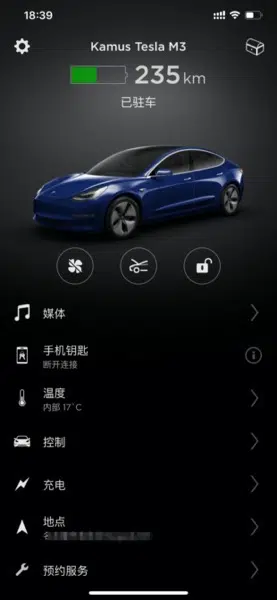 18:39
Kamus Tesla M3
235 km
已驻车
媒体
手机钥匙
断开连接
温度
内部 17°C
控制
充电
地点
预约服务